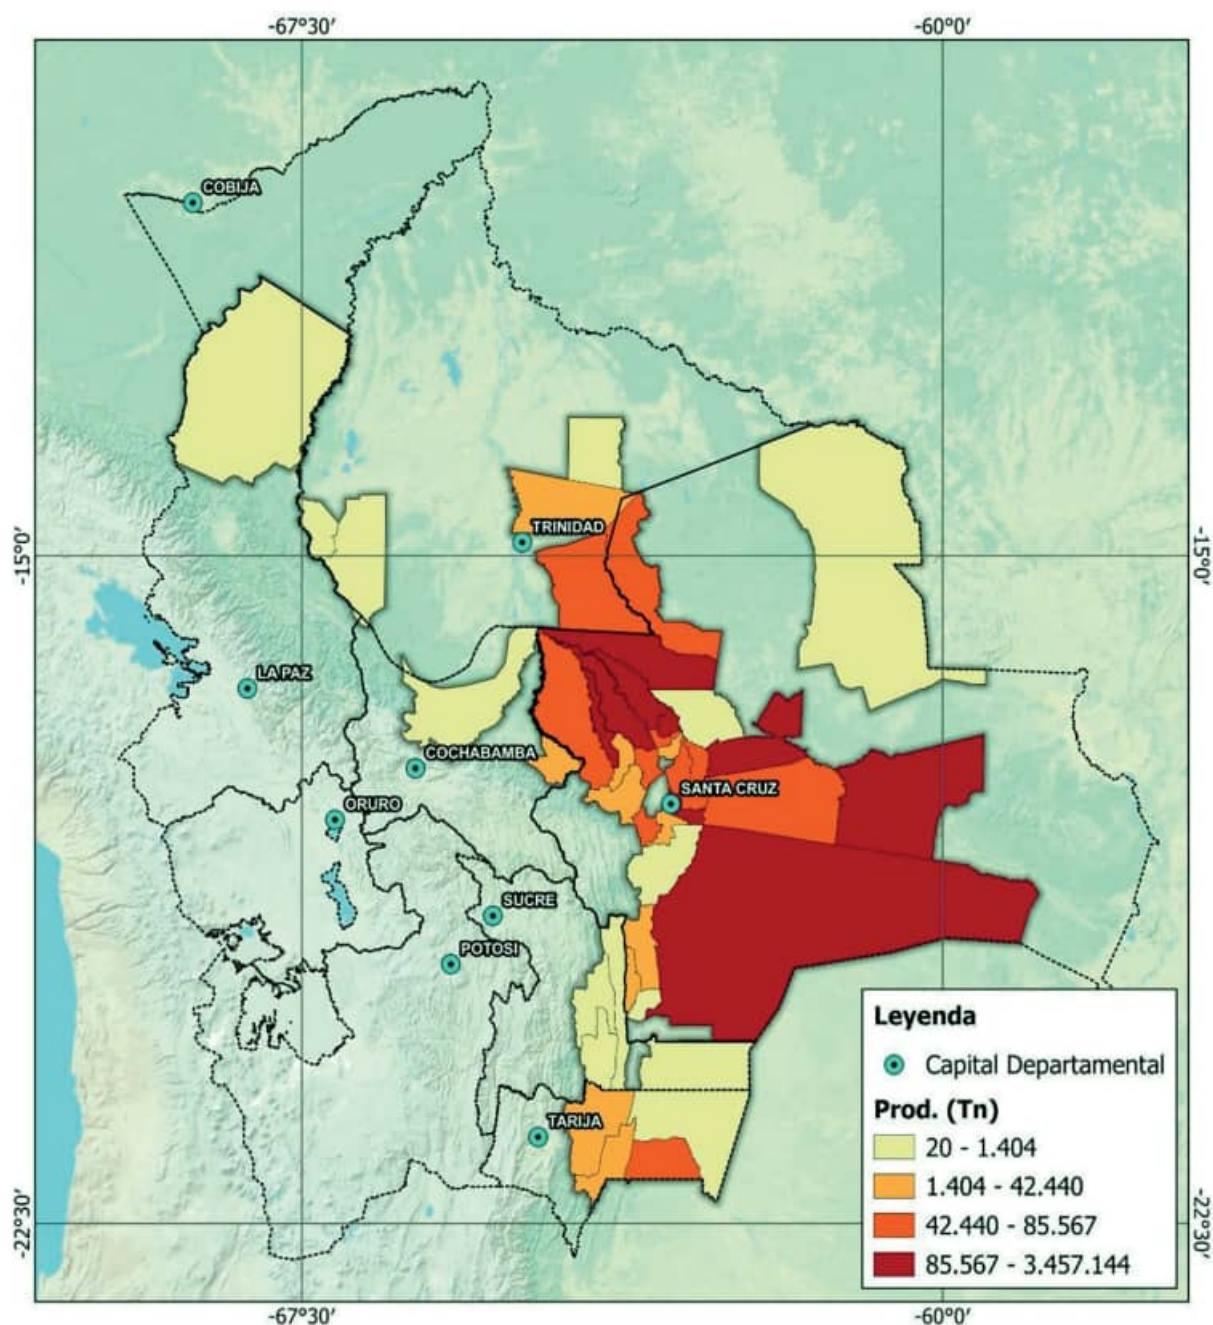 -67°30′ -60°0′
COBIJA
TRINIDAD
-15°0′ -15°0′
LA PAZ
COCHABAMBA
SANTA CRUZ
ORURO
SUCRE
POTOSI
TARIJA
Leyenda
Capital Departamental
Prod. (Tn)
20 - 1.404
1.404 - 42.440
42.440 - 85.567
85.567 - 3.457.144
-22°30′ -22°30′
-67°30′ -60°0′